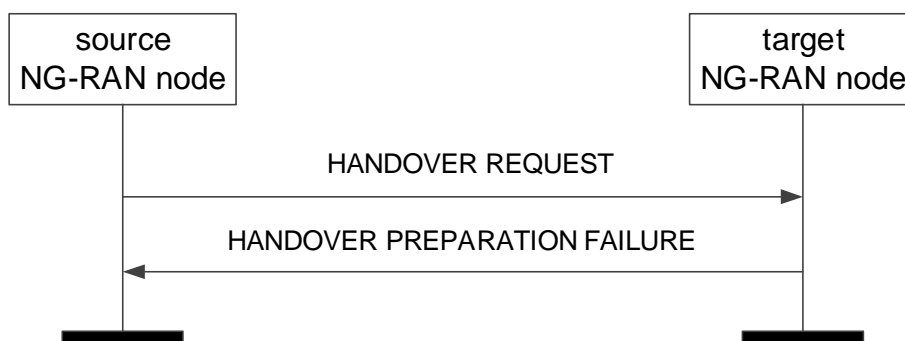 source
NG-RAN node
target
NG-RAN node
HANDOVER REQUEST
HANDOVER PREPARATION FAILURE